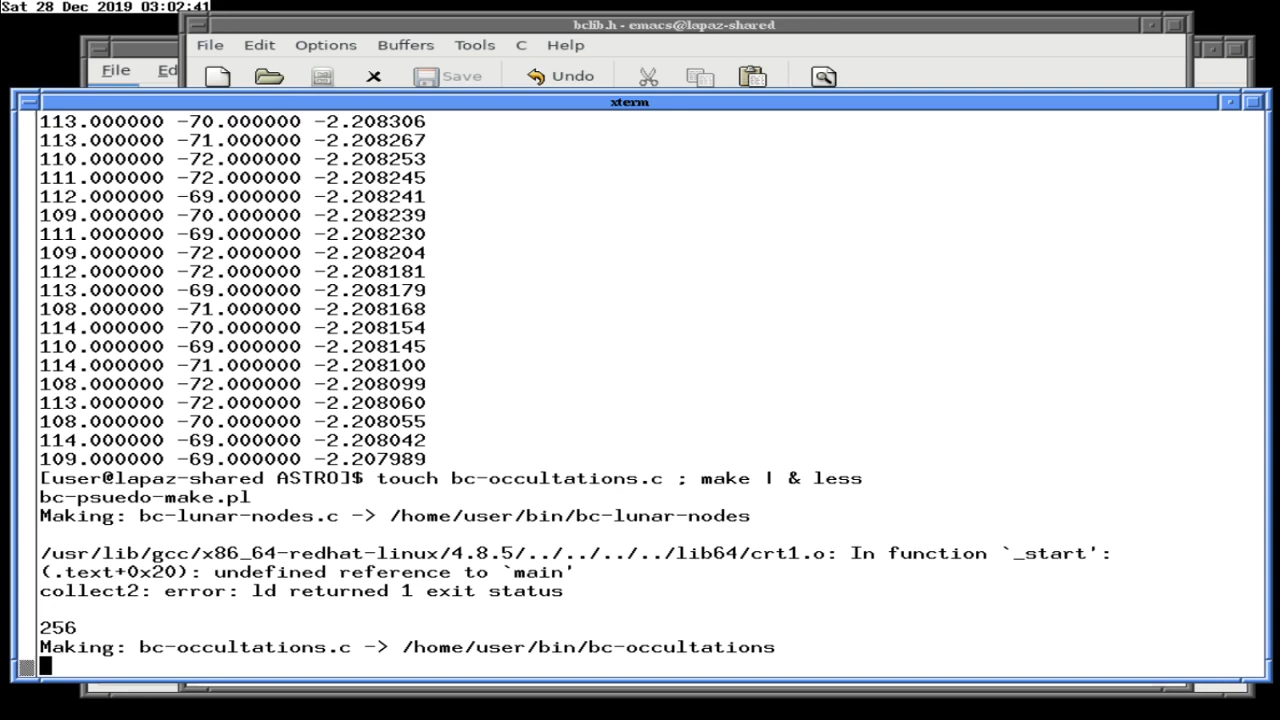 Sat 28 Dec 2019 03:02:41
bclib.h - emacs@lapaz-shared
File Edit Options Buffers Tools C Help
File Ed
Save Undo
xterm
113.000000 -70.000000 -2.208306
113.000000 -71.000000 -2.208267
110.000000 -72.000000 -2.208253
111.000000 -72.000000 -2.208245
112.000000 -69.000000 -2.208241
109.000000 -70.000000 -2.208239
111.000000 -69.000000 -2.208230
109.000000 -72.000000 -2.208204
112.000000 -72.000000 -2.208181
113.000000 -69.000000 -2.208179
108.000000 -71.000000 -2.208168
114.000000 -70.000000 -2.208154
110.000000 -69.000000 -2.208145
114.000000 -71.000000 -2.208100
108.000000 -72.000000 -2.208099
113.000000 -72.000000 -2.208060
108.000000 -70.000000 -2.208055
114.000000 -69.000000 -2.208042
109.000000 -69.000000 -2.207989
[user@lapaz-shared ASTRO]$ touch bc-occultations.c ; make | & less
bc-psuedo-make.pl
Making: bc-lunar-nodes.c -> /home/user/bin/bc-lunar-nodes
/usr/lib/gcc/x86_64-redhat-linux/4.8.5/../../../../lib64/crt1.o: In function `_start':
(.text+0x20): undefined reference to `main'
collect2: error: ld returned 1 exit status
256
Making: bc-occultations.c -> /home/user/bin/bc-occultations